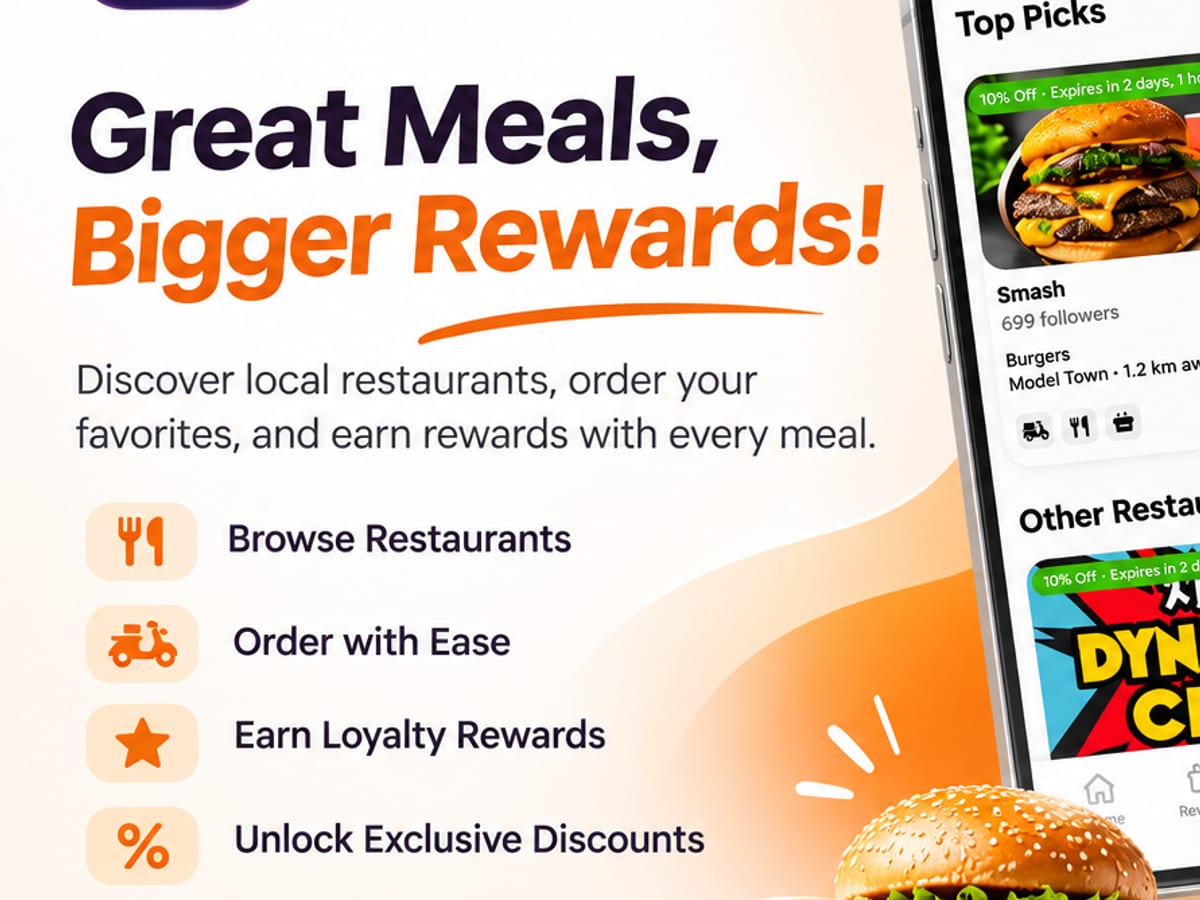 Great Meals,
Bigger Rewards!
Discover local restaurants, order your
favorites, and earn rewards with every meal.
Browse Restaurants
Order with Ease
Earn Loyalty Rewards
Unlock Exclusive Discounts
Top Picks
10% Off · Expires in 2 days, 1
Smash
699 followers
Burgers
Model Town · 1.2 km
Other
10% Off · Expires in 2